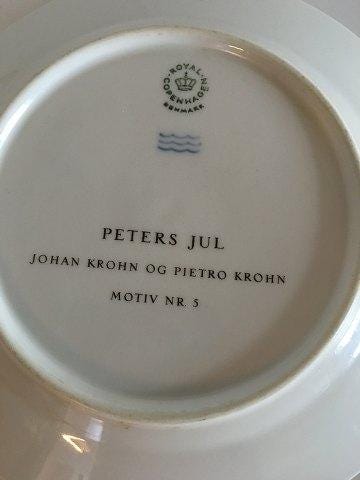 ROYAL
COPENHAGEN
DENMARK
PETERS JUL
JOHAN KROHN OG PIETRO KROHN
MOTIV NR. 5